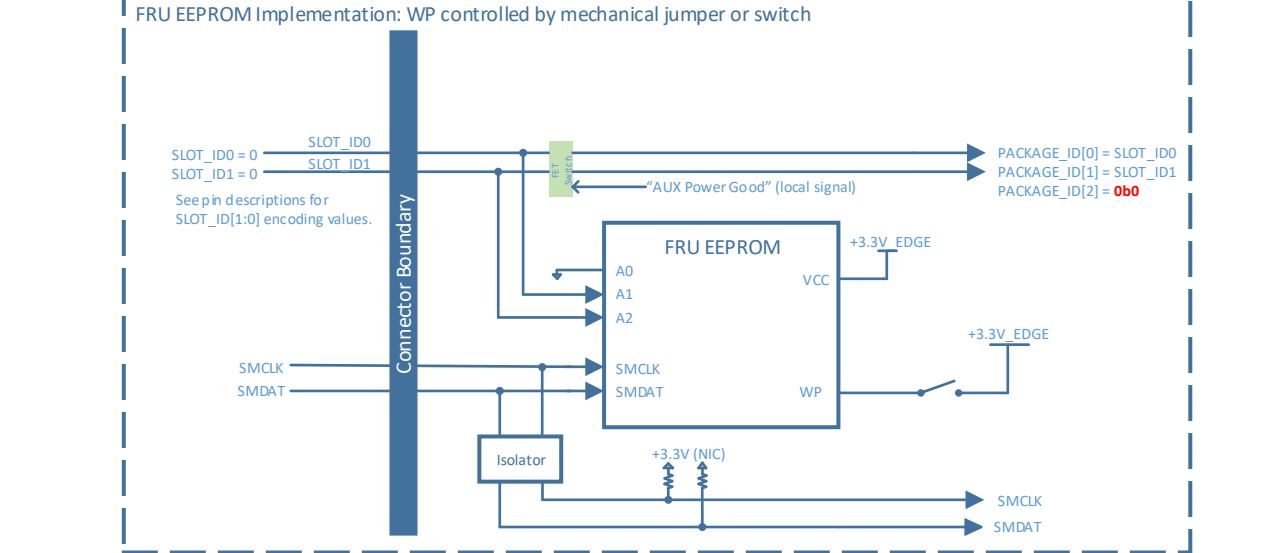 FRU EEPROM Implementation: WP controlled by mechanical jumper or switch
SLOT_ID0
SLOT_ID0 = 0
SLOT_ID1
SLOT_ID1 = 0
See pin descriptions for
SLOT_ID[1:0] encoding values.
Connector Boundary
FET
Switch
"AUX Power Good" (local signal)
PACKAGE_ID[0] = SLOT_ID0
PACKAGE_ID[1] = SLOT_ID1
PACKAGE_ID[2] = 0b0
FRU EEPROM
A0
A1
A2
SMCLK
SMDAT
VCC
WP
+3.3V_EDGE
+3.3V_EDGE
SMCLK
SMDAT
Isolator
+3.3V (NIC)
SMCLK
SMDAT